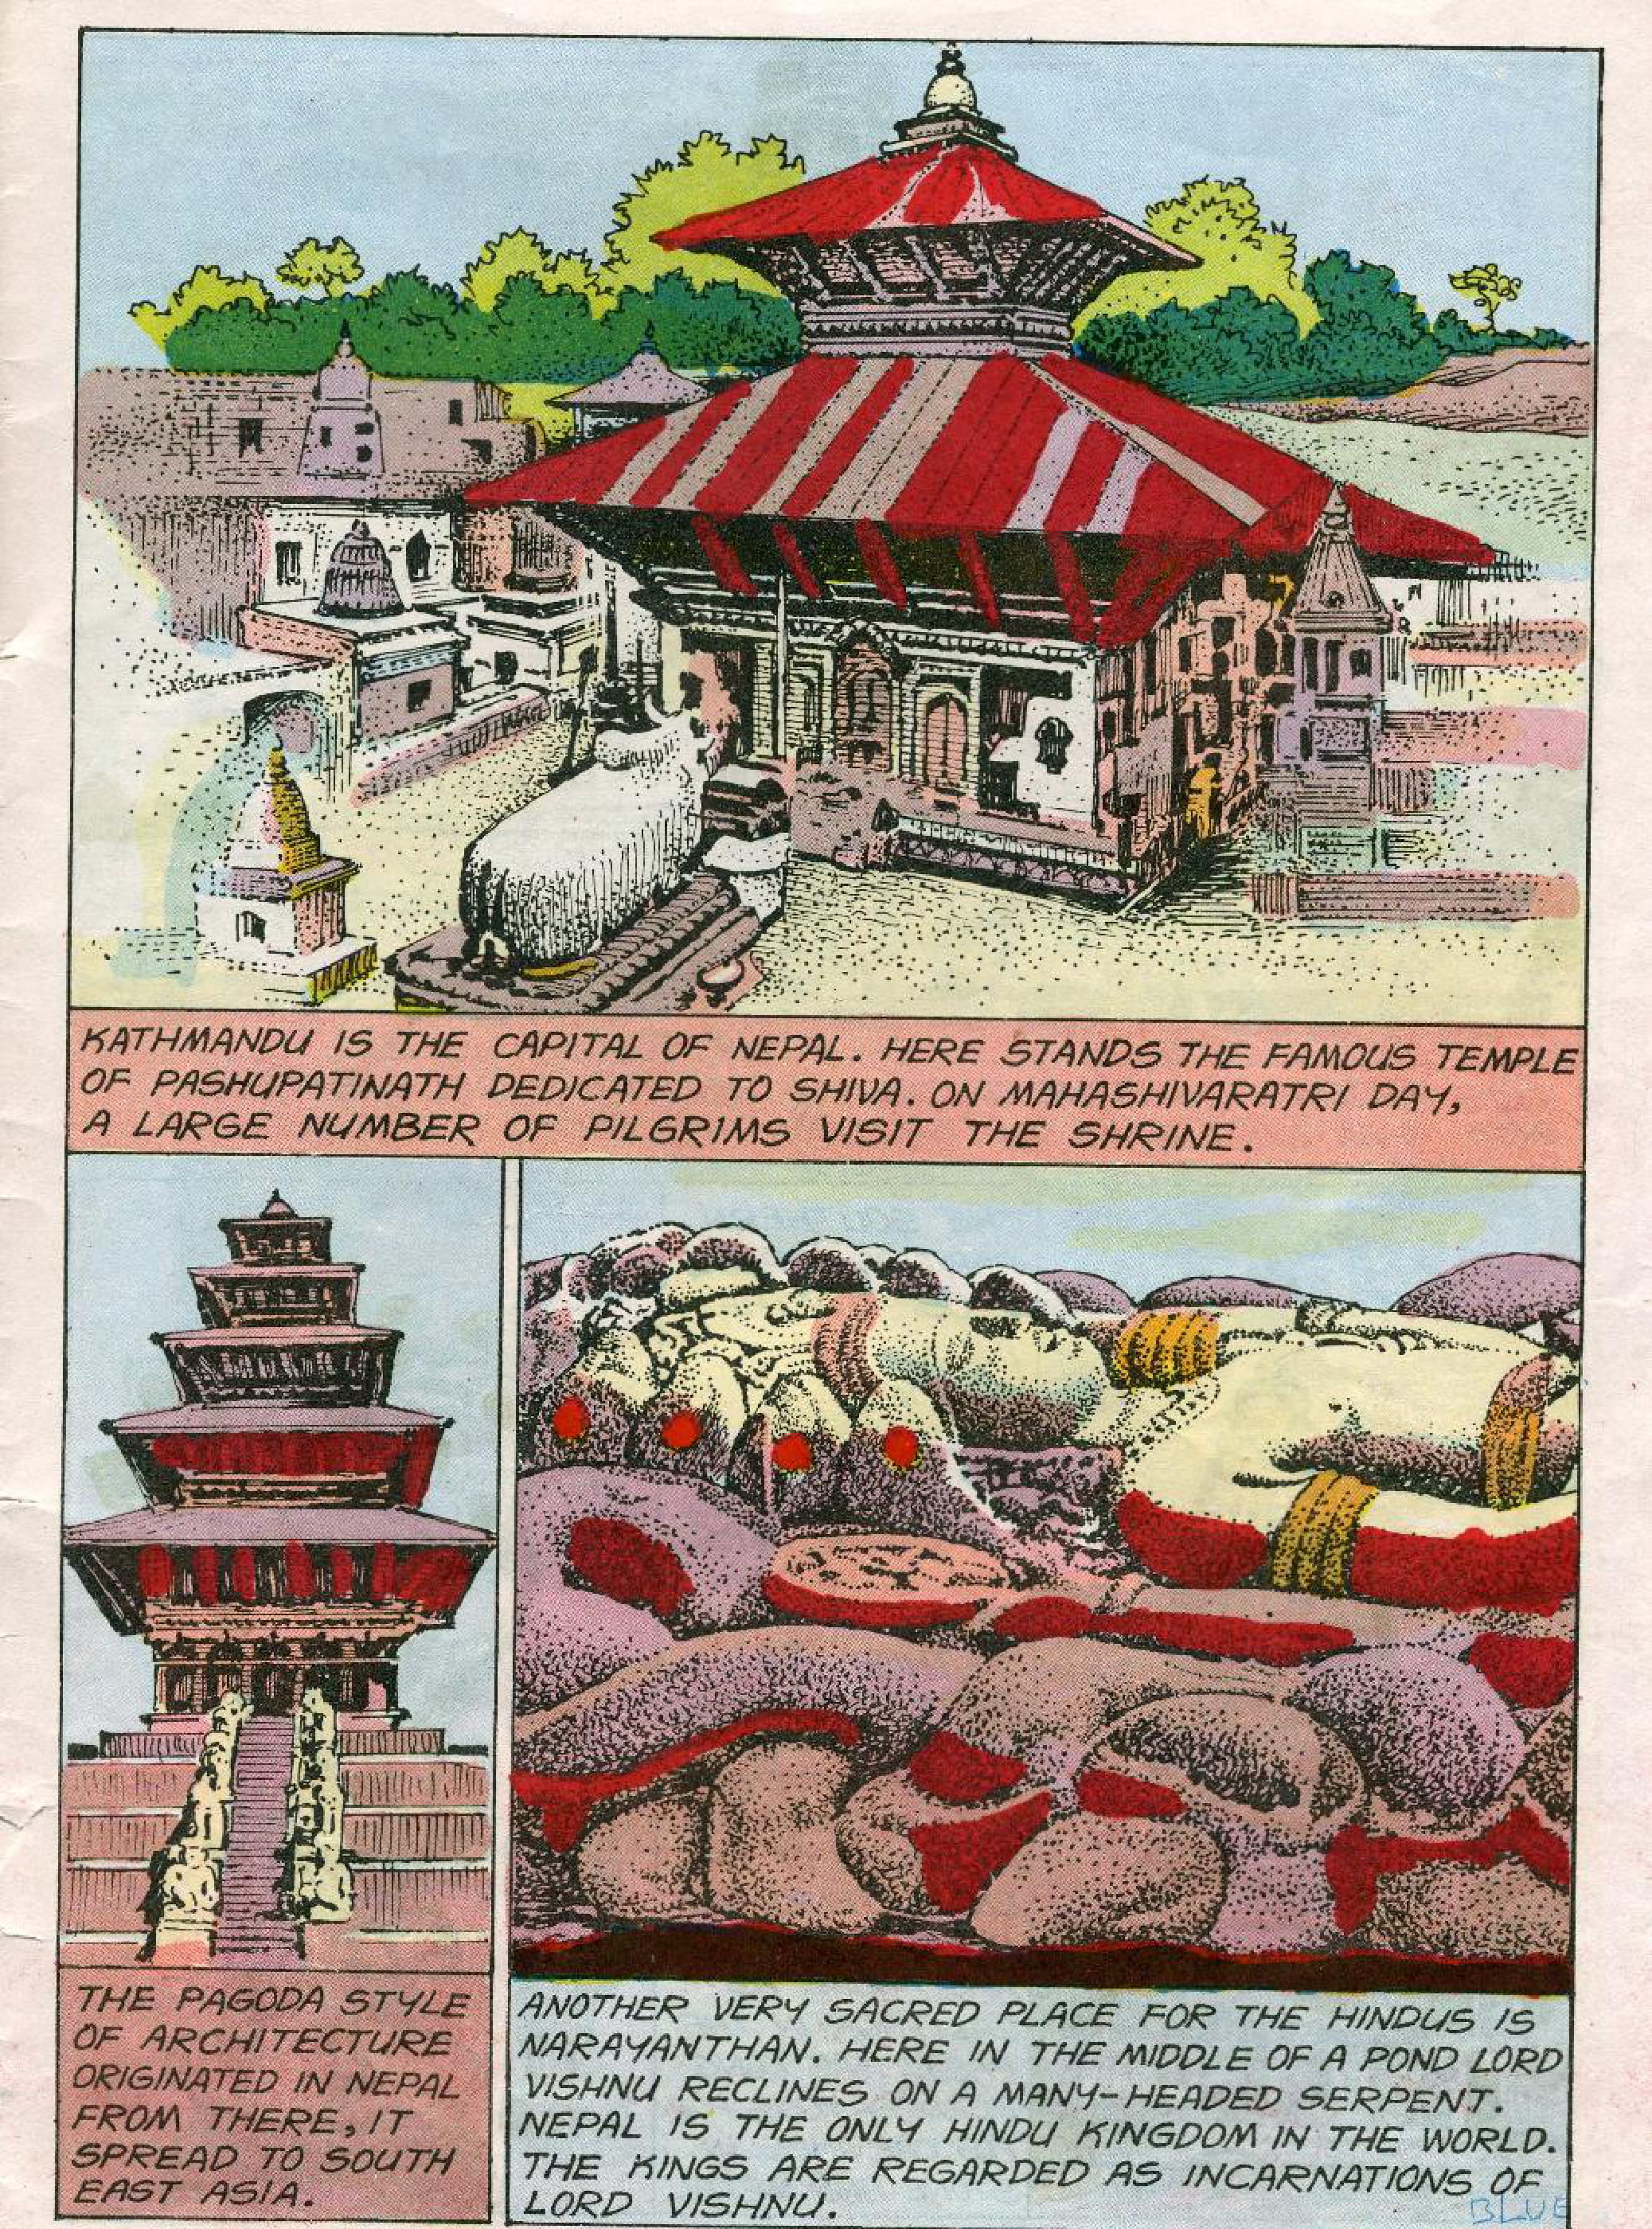 KATHMANDU IS THE CAPITAL OF NEPAL. HERE STANDS THE FAMOUS TEMPLE
OF PASHUPATINATH DEDICATED TO SHIVA. ON MAHASHIVARATRI DAY,
A LARGE NUMBER OF PILGRIMS VISIT THE SHRINE.
THE PAGODA STYLE
OF ARCHITECTURE
ORIGINATED IN NEPAL
FROM THERE, IT
SPREAD TO SOUTH
EAST ASIA.
ANOTHER VERY SACRED PLACE FOR THE HINDUS IS
NARAYANTHAN. HERE IN THE MIDDLE OF A POND LORD
VISHNU RECLINES ON A MANY-HEADED SERPENT.
NEPAL IS THE ONLY HINDU KINGDOM IN THE WORLD.
THE KINGS ARE REGARDED AS INCARNATIONS OF
LORD VISHNU.
BLUE